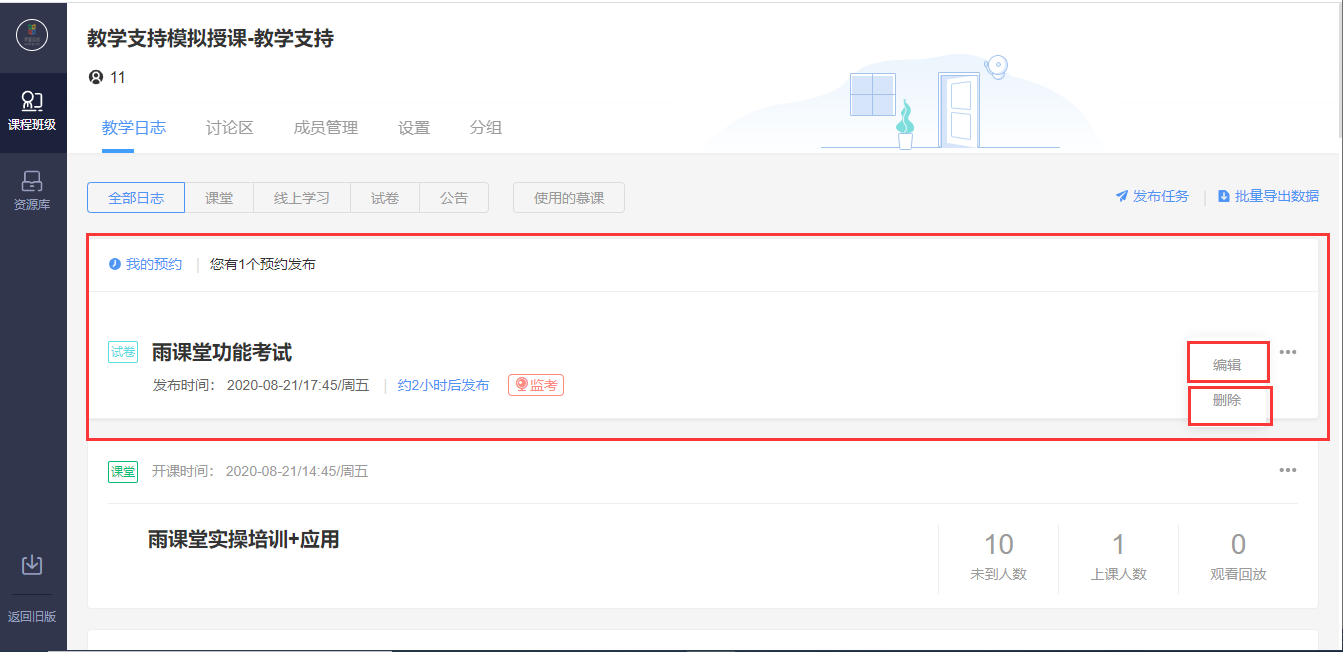 教学支持模拟授课-教学支持
11
课程班级
教学日志 讨论区 成员管理 设置 分组
资源库
全部日志 课堂 线上学习 试卷 公告 使用的慕课 发布任务 批量导出数据
我的预约 您有1个预约发布
试卷 雨课堂功能考试
编辑
发布时间： 2020-08-21/17:45/周五 约2小时后发布 监考
删除
课堂 开课时间： 2020-08-21/14:45/周五
雨课堂实操培训+应用
10 1 0
未到人数 上课人数 观看回放
返回旧版